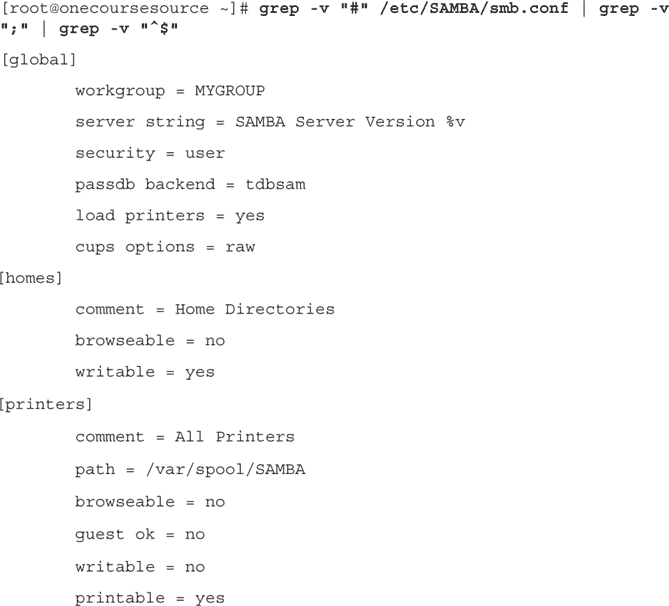 [root@onecoursesource ~]# grep -v "#" /etc/SAMBA/smb.conf | grep -v
";" | grep -v "^$"
[global]
workgroup = MYGROUP
server string = SAMBA Server Version %v
security = user
passdb backend = tdbsam
load printers = yes
cups options = raw
[homes]
comment = Home Directories
browseable = no
writable = yes
[printers]
comment = All Printers
path = /var/spool/SAMBA
browseable = no
guest ok = no
writable = no
printable = yes